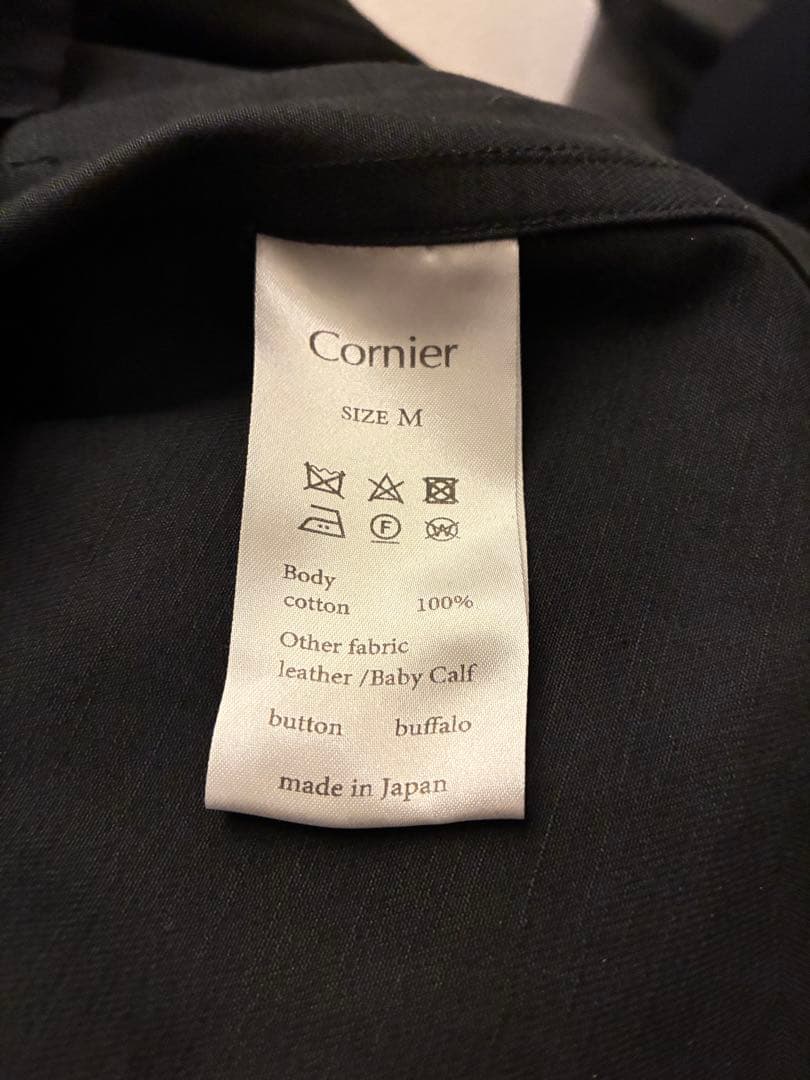 Cornier
SIZE M
F
W
Body
cotton 100%
Other fabric
leather /Baby Calf
button buffalo
made in Japan